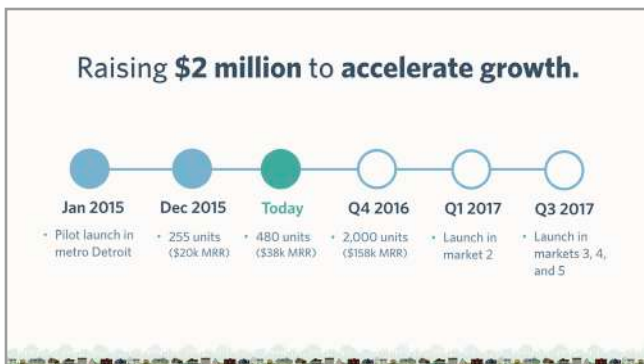 Raising $2 million to accelerate growth.
Jan 2015
• Pilot launch in
metro Detroit
Dec 2015
• 255 units
($20k MRR)
Today
• 480 units
($38k MRR)
Q4 2016
• 2,000 units
($158k MRR)
Q1 2017
• Launch in
market 2
Q3 2017
• Launch in
markets 3, 4,
and 5